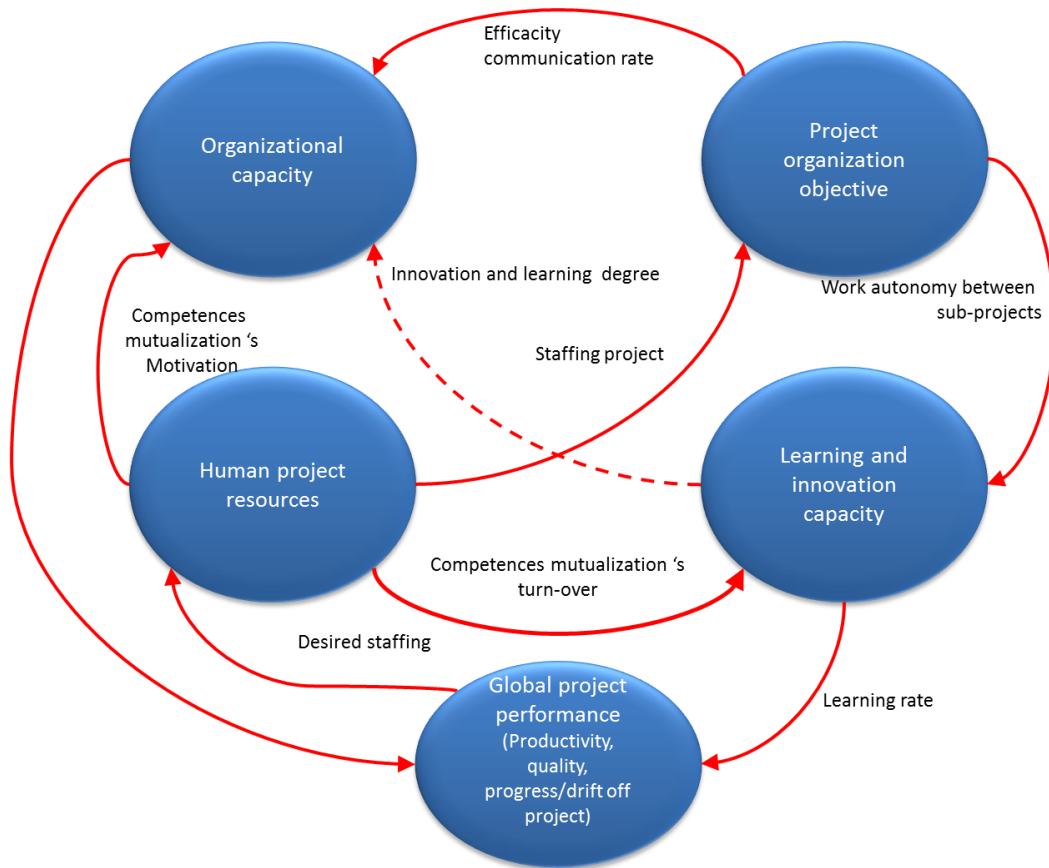 Efficacity
communication rate
Organizational
capacity
Project
organization
objective
Innovation and learning  degree
Work autonomy between
sub-projects
Competences
mutualization ‘s
Motivation
Staffing project
Human project
resources
Learning and
innovation
capacity
Competences mutualization ‘s
turn-over
Desired staffing
Global project
performance
(Productivity,
quality,
progress/drift off
project)
Learning rate